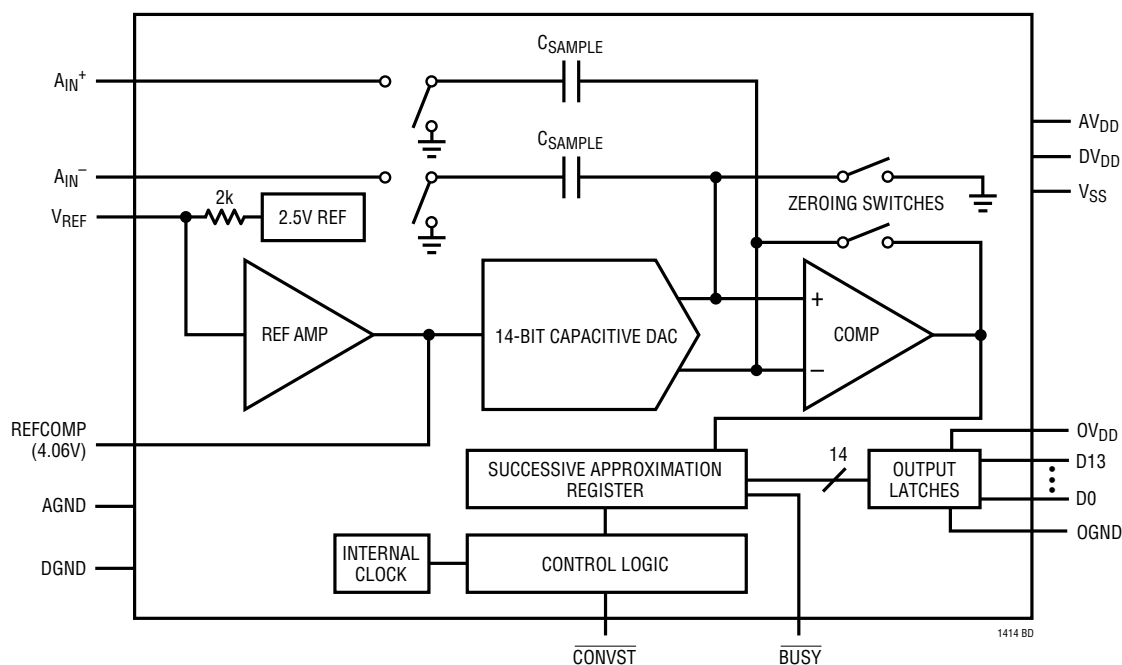 C_SAMPLE
A_IN⁺
C_SAMPLE
AV_DD
A_IN⁻
DV_DD
2k
V_SS
V_REF
2.5V REF
ZEROING SWITCHES
+
REF AMP
14-BIT CAPACITIVE DAC
COMP
–
REFCOMP
(4.06V)
OV_DD
14
SUCCESSIVE APPROXIMATION
REGISTER
OUTPUT
LATCHES
D13
•
•
•
D0
AGND
OGND
INTERNAL
CLOCK
CONTROL LOGIC
DGND
1414 BD
C̅O̅N̅V̅S̅T̅
B̅U̅S̅Y̅